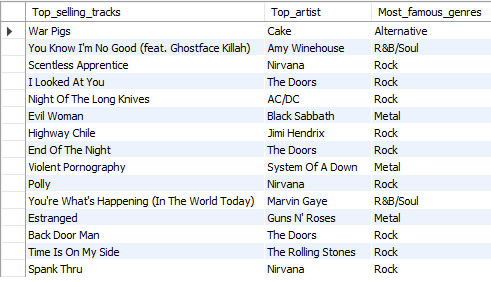 Top_selling_tracks Top_artist Most_famous_genres
War Pigs Cake Alternative
You Know I'm No Good (feat. Ghostface Killah) Amy Winehouse R&B/Soul
Scentless Apprentice Nirvana Rock
I Looked At You The Doors Rock
Night Of The Long Knives AC/DC Rock
Evil Woman Black Sabbath Metal
Highway Chile Jimi Hendrix Rock
End Of The Night The Doors Rock
Violent Pornography System Of A Down Metal
Polly Nirvana Rock
You're What's Happening (In The World Today) Marvin Gaye R&B/Soul
Estranged Guns N' Roses Metal
Back Door Man The Doors Rock
Time Is On My Side The Rolling Stones Rock
Spank Thru Nirvana Rock